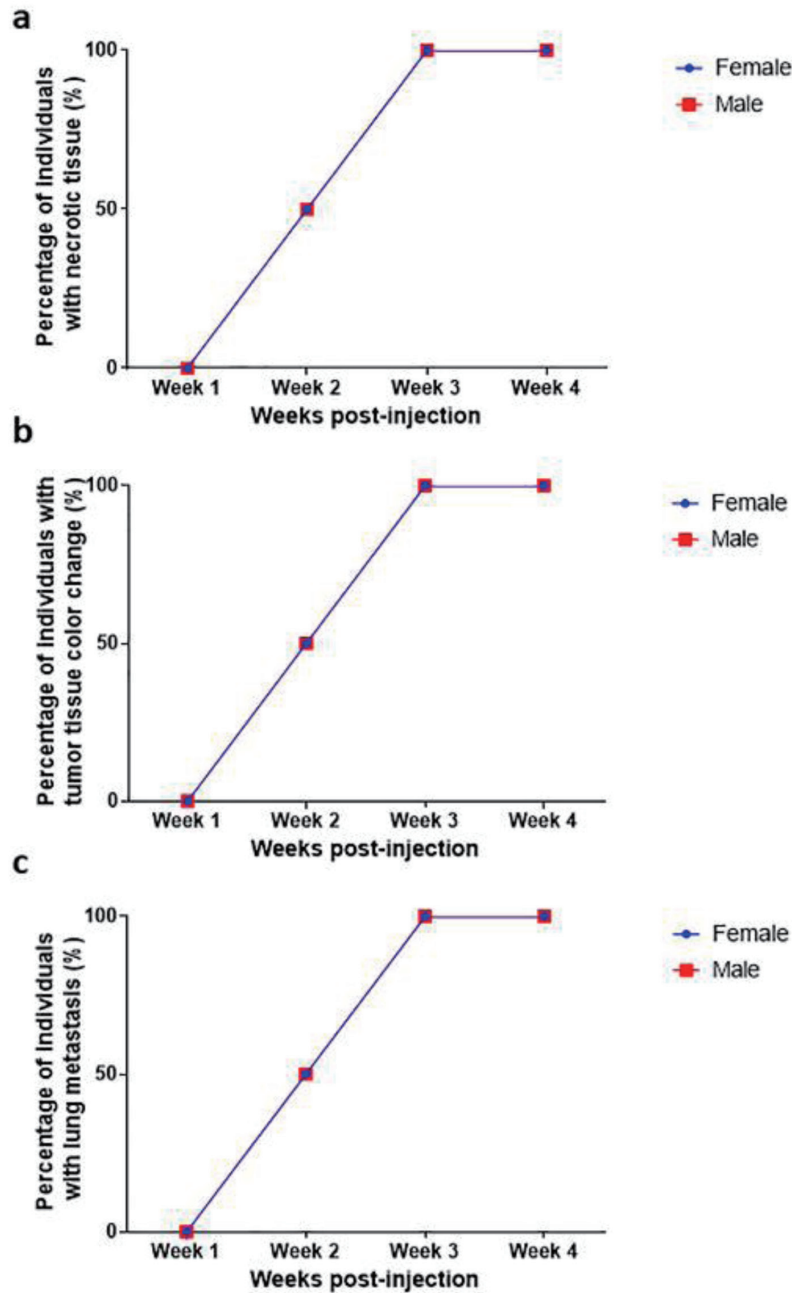 a
Percentage of Individuals
with necrotic tissue (%)
100
50
0
Week 1 Week 2 Week 3 Week 4
Weeks post-injection
Female
Male
b
Percentage of Individuals with
tumor tissue color change (%)
100
50
0
Week 1 Week 2 Week 3 Week 4
Weeks post-injection
Female
Male
c
Percentage of Individuals
with lung metastasis (%)
100
50
0
Week 1 Week 2 Week 3 Week 4
Weeks post-injection
Female
Male